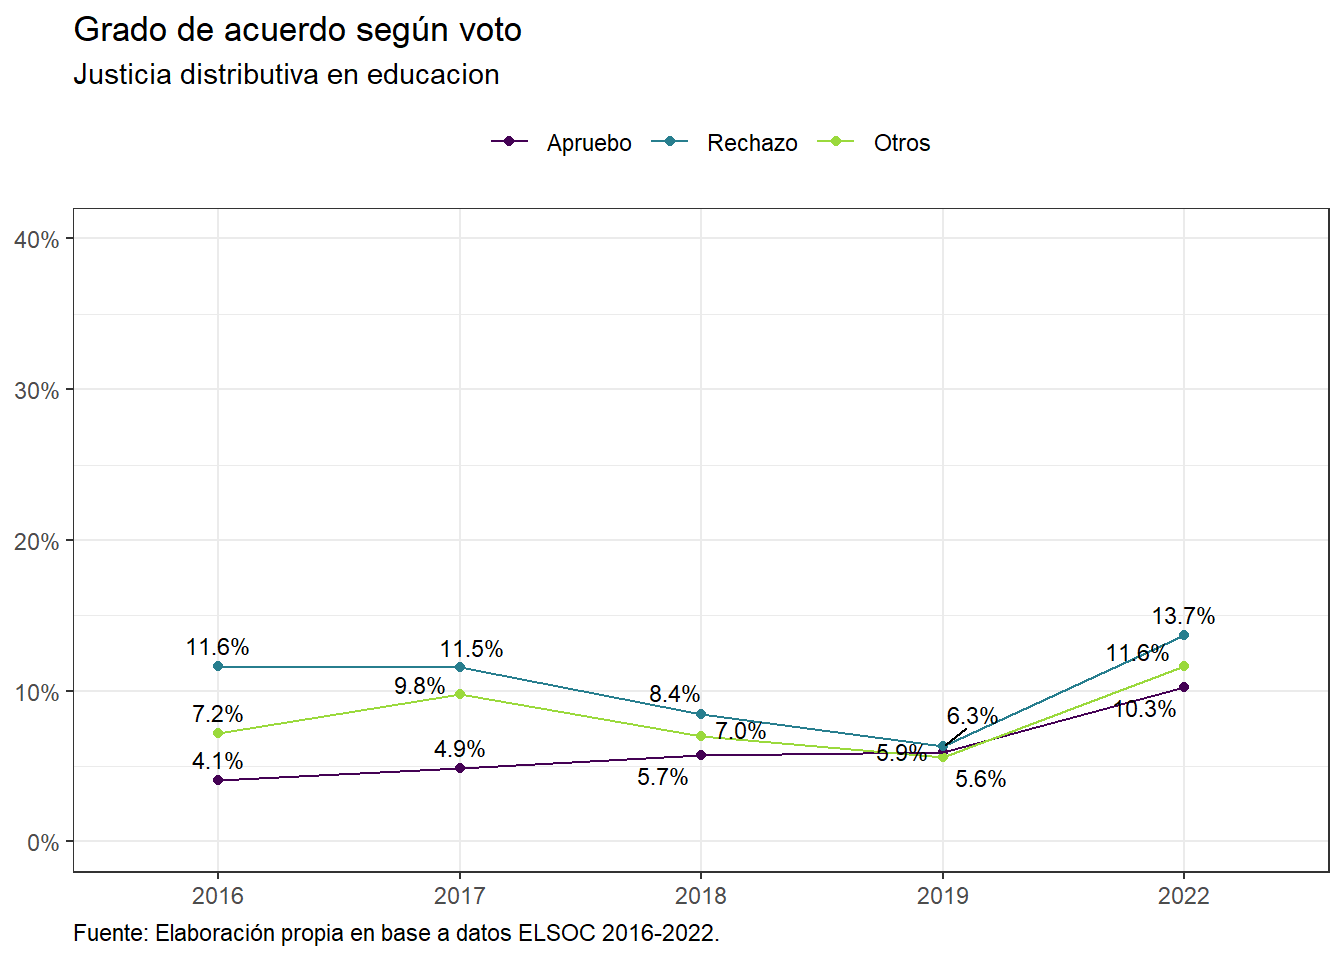 Grado de acuerdo según voto
Justicia distributiva en educacion
Apruebo Rechazo Otros
40%
30%
20%
10%
0%
11.6% 11.5% 8.4% 6.3% 13.7%
7.2% 9.8% 7.0% 5.6% 11.6%
4.1% 4.9% 5.7% 5.9% 10.3%
2016 2017 2018 2019 2022
Fuente: Elaboración propia en base a datos ELSOC 2016-2022.